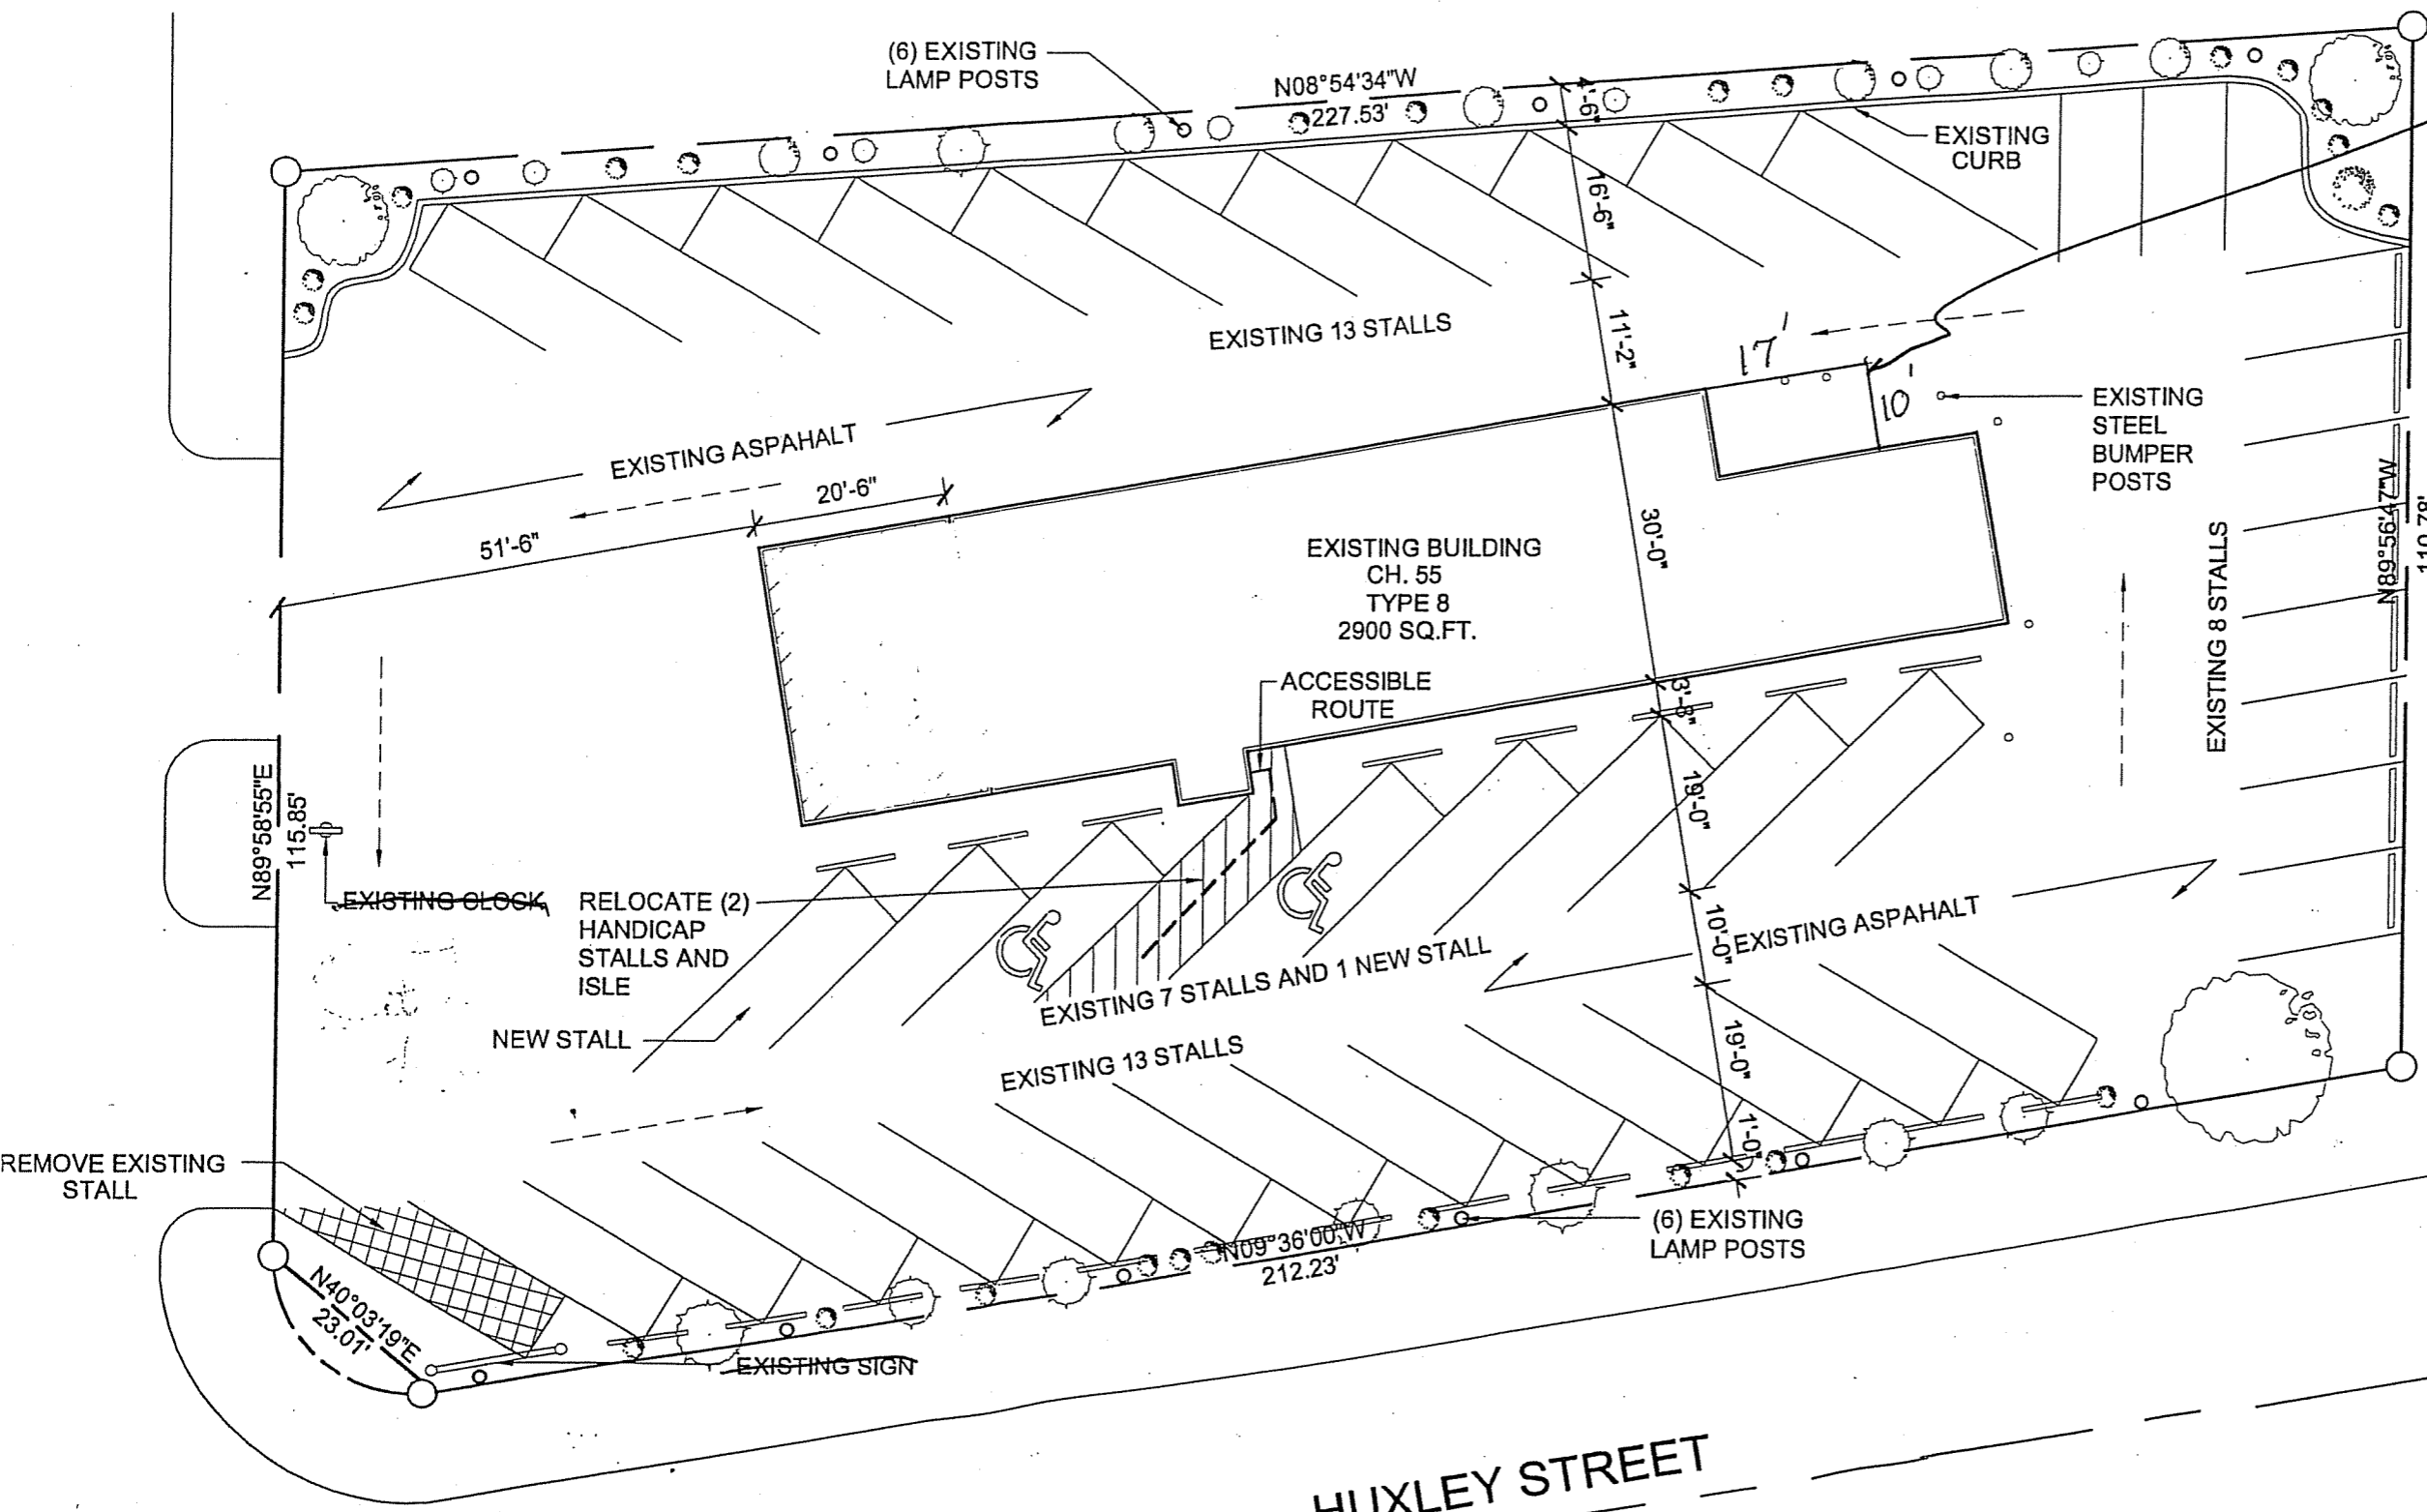 (6) EXISTING
LAMP POSTS
N08°54'34"W
227.53'
4'-6"
EXISTING
CURB
16'-6"
EXISTING 13 STALLS
11'-2"
17'
10'
EXISTING
STEEL
BUMPER
POSTS
EXISTING ASPAHALT
20'-6"
51'-6"
30'-0"
EXISTING BUILDING
CH. 55
TYPE 8
2900 SQ.FT.
N89°56'47"W
EXISTING 8 STALLS
ACCESSIBLE
ROUTE
3'-8"
19'-0"
N89°58'55"E
115.85'
EXISTING CLOCK
RELOCATE (2)
HANDICAP
STALLS AND
ISLE
10'-0"
EXISTING ASPAHALT
EXISTING 7 STALLS AND 1 NEW STALL
NEW STALL
EXISTING 13 STALLS
19'-0"
1'-0"
REMOVE EXISTING
STALL
(6) EXISTING
LAMP POSTS
N09°36'00"W
212.23'
N40°03'19"E
23.01'
EXISTING SIGN
HUXLEY STREET